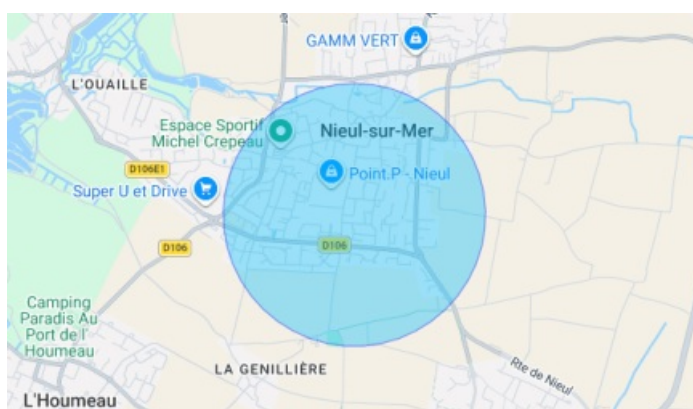 GAMM VERT
L'OUAILLE
Espace Sportif
Michel Crepeau
Nieul-sur-Mer
D106E1
Point.P - Nieul
Super U et Drive
D106
D106
Camping
Paradis Au
Port de l'
Houmeau
LA GENILLIÈRE
Rte de Nieul
L'Houmeau